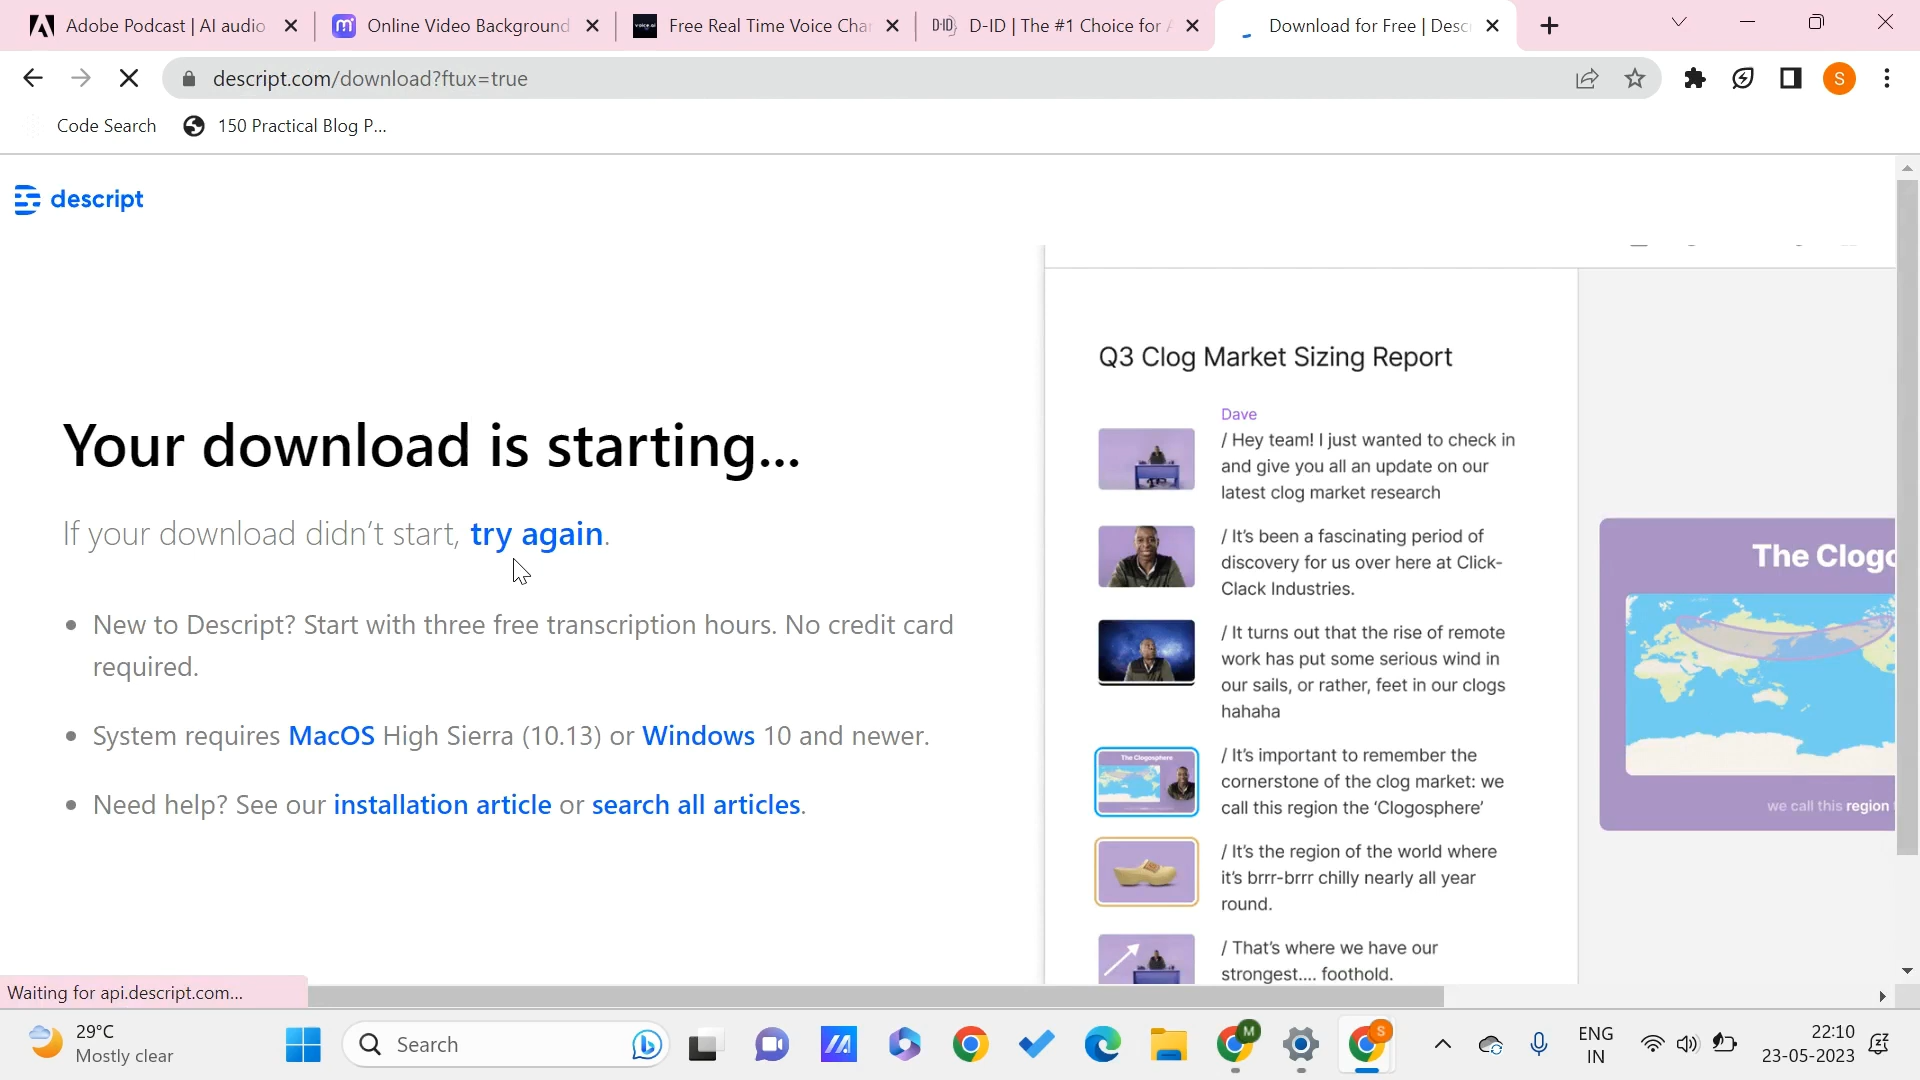 Adobe Podcast | AI audio
Online Video Background
Free Real Time Voice Cha
D-ID | The #1 Choice for A
Download for Free | Descr
descript.com/download?ftux=true
S
Code Search
150 Practical Blog P...
descript
Your download is starting...
If your download didn't start, try again.
• New to Descript? Start with three free transcription hours. No credit card
required.
• System requires MacOS High Sierra (10.13) or Windows 10 and newer.
• Need help? See our installation article or search all articles.
Q3 Clog Market Sizing Report
Dave
/ Hey team! I just wanted to check in
and give you all an update on our
latest clog market research
/ It's been a fascinating period of
discovery for us over here at Click-
Clack Industries.
/ It turns out that the rise of remote
work has put some serious wind in
our sails, or rather, feet in our clogs
hahaha
The Clogosphere
/ It's important to remember the
cornerstone of the clog market: we
call this region the 'Clogosphere'
/ It's the region of the world where
it's brrr-brrr chilly nearly all year
round.
/ That's where we have our
strongest.... foothold.
The Clogo
we call this region
Waiting for api.descript.com...
29°C
Mostly clear
Search
M
S
ENG
IN
22:10
23-05-2023